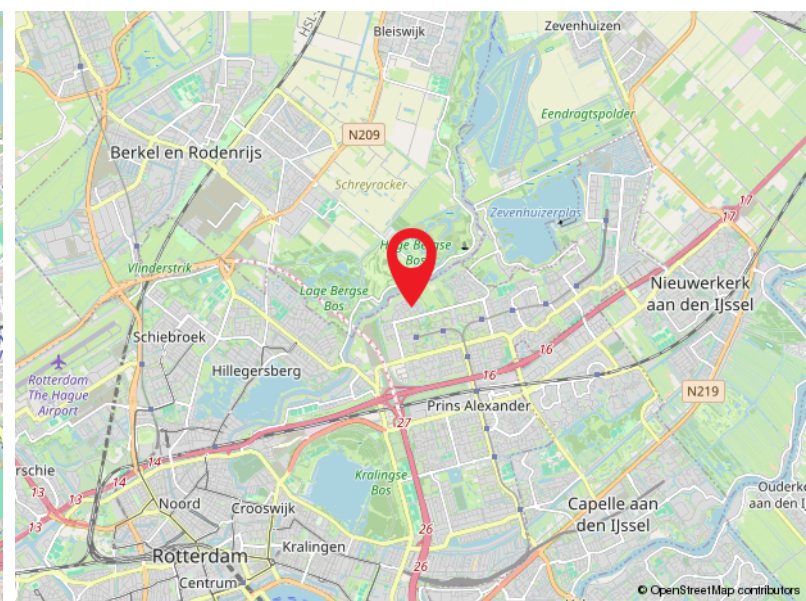 HSL-
Bleiswijk
Zevenhuizen
Eendragtspolder
N209
Berkel en Rodenrijs
Schreyracker
Zevenhuizerplas
17
17
Hoge Bergse
Bos
Vlinderstrik
Lage Bergse
Bos
Nieuwerkerk
aan den IJssel
Schiebroek
16
Hillegersberg
16
Rotterdam
The Hague
Airport
N219
Prins Alexander
27
14
14
13
13
Kralingse
Bos
Noord
Crooswijk
Capelle aan
den IJssel
26
Kralingen
Rotterdam
26
Centrum
© OpenStreetMap contributors